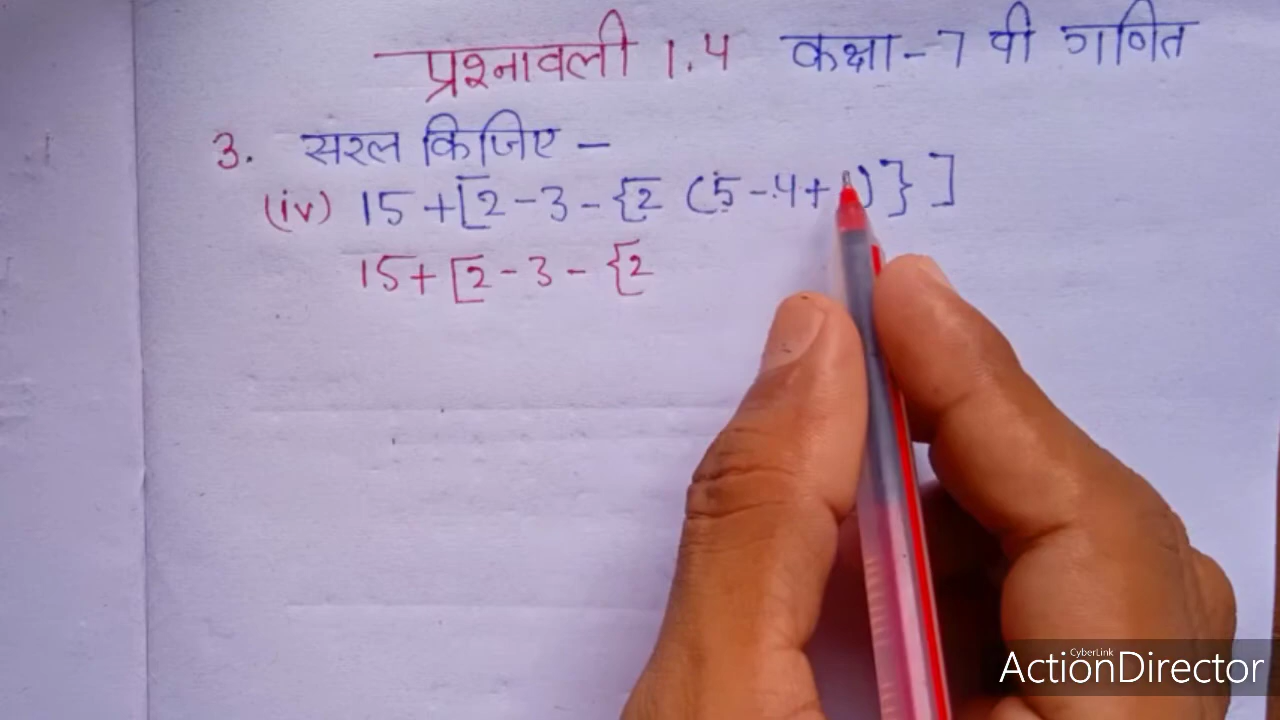 प्रश्नावली 1.4 कक्षा-7 वी गणित
3. सरल किजिए -
(iv) 15 + [2 - 3 - {2 (5 - 4 + )} ]
15 + [2 - 3 - {2
CyberLink
ActionDirector